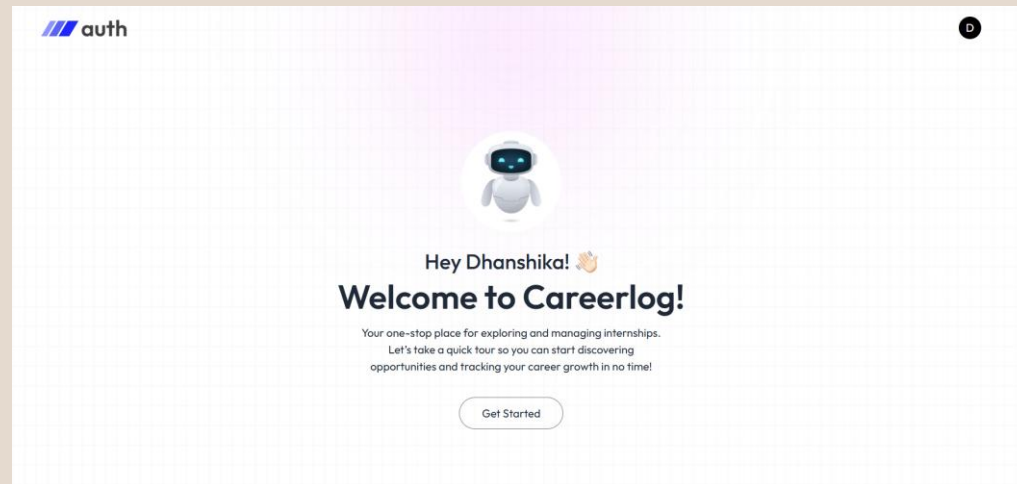 auth
D
Hey Dhanshika! 👋🏻
Welcome to Careerlog!
Your one-stop place for exploring and managing internships.
Let's take a quick tour so you can start discovering
opportunities and tracking your career growth in no time!
Get Started